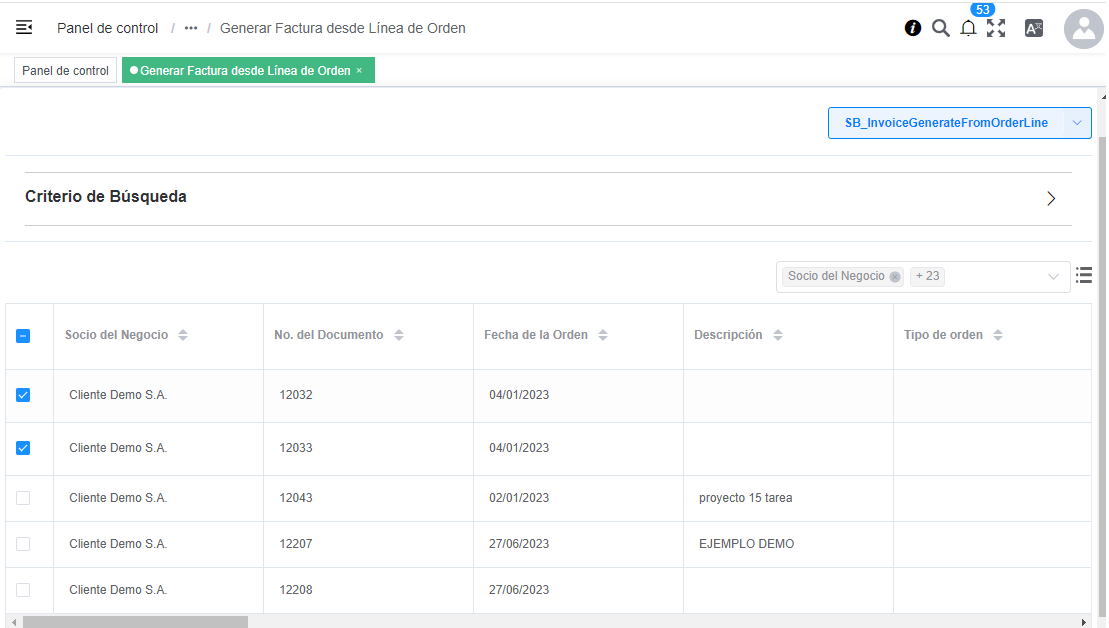 Panel de control / ••• / Generar Factura desde Línea de Orden
53
Panel de control
Generar Factura desde Línea de Orden ×
SB_InvoiceGenerateFromOrderLine
Criterio de Búsqueda
Socio del Negocio + 23
Socio del Negocio No. del Documento Fecha de la Orden Descripción Tipo de orden
Cliente Demo S.A. 12032 04/01/2023
Cliente Demo S.A. 12033 04/01/2023
Cliente Demo S.A. 12043 02/01/2023 proyecto 15 tarea
Cliente Demo S.A. 12207 27/06/2023 EJEMPLO DEMO
Cliente Demo S.A. 12208 27/06/2023